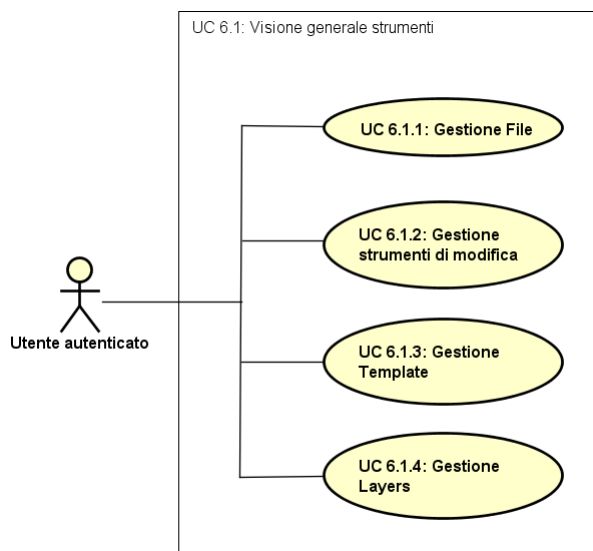 UC 6.1: Visione generale strumenti
UC 6.1.1: Gestione File
UC 6.1.2: Gestione
strumenti di modifica
Utente autenticato
UC 6.1.3: Gestione
Template
UC 6.1.4: Gestione
Layers